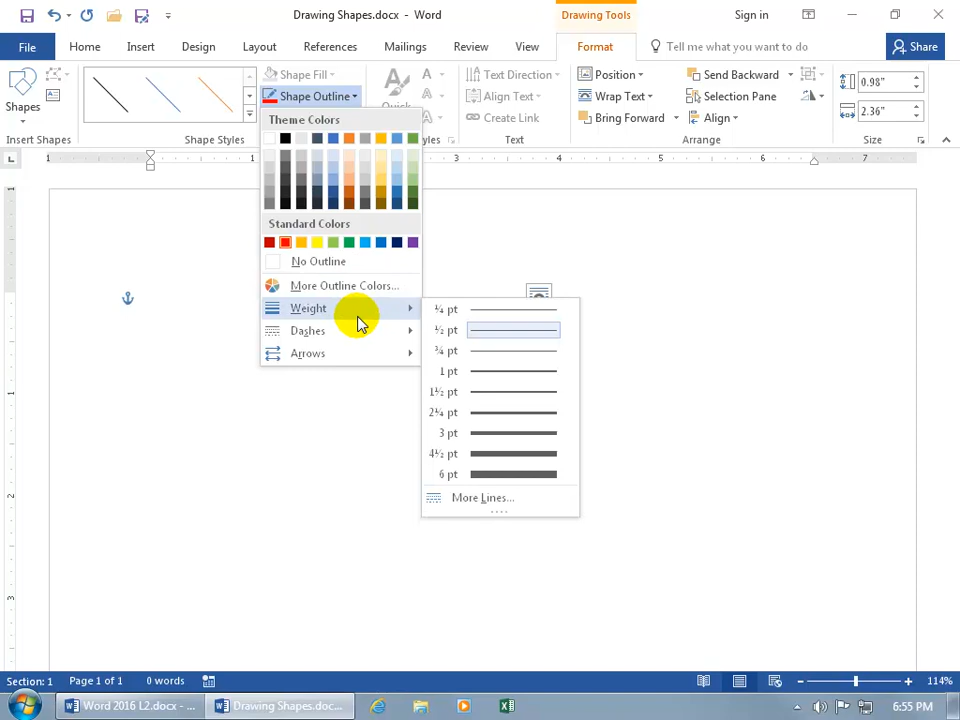 Drawing Shapes.docx - Word
Drawing Tools
Sign in
File
Home
Insert
Design
Layout
References
Mailings
Review
View
Format
Tell me what you want to do
Share
Shapes
Insert Shapes
Shape Fill
Shape Outline
Shape Styles
Quick
Text Direction
Align Text
Create Link
Text
Position
Wrap Text
Bring Forward
Send Backward
Selection Pane
Align
Arrange
0.98"
2.36"
Size
Theme Colors
Standard Colors
No Outline
More Outline Colors...
Weight
Dashes
Arrows
¼ pt
½ pt
¾ pt
1 pt
1½ pt
2¼ pt
3 pt
4½ pt
6 pt
More Lines...
Section: 1
Page 1 of 1
0 words
114%
Word 2016 L2.docx - ...
Drawing Shapes.doc...
6:55 PM